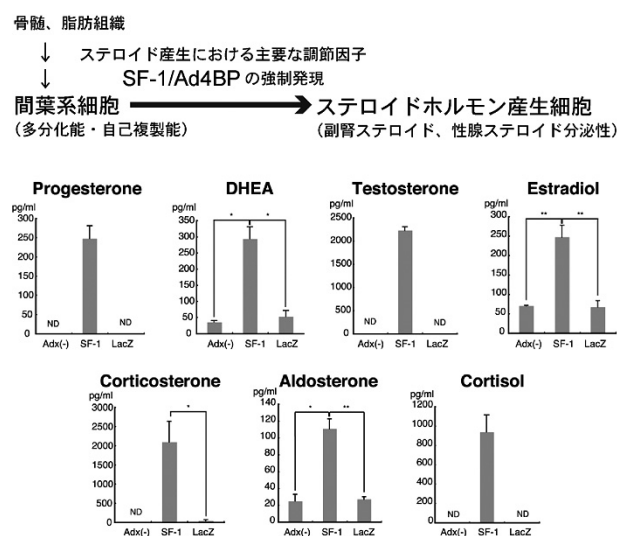 骨髄、脂肪組織
↓ ステロイド産生における主要な調節因子
↓ SF-1/Ad4BP の強制発現
間葉系細胞 ステロイドホルモン産生細胞
(多分化能・自己複製能) (副腎ステロイド、性腺ステロイド分泌性)
Progesterone
pg/ml
300
250
200
100
50
0
ND
ND
Adx(-) SF-1 LacZ
DHEA
pg/ml
350
300
250
200
150
100
50
0
* *
Adx(-) SF-1 LacZ
Testosterone
pg/ml
2000
1000
500
0
ND
ND
Adx(-) SF-1 LacZ
Estradiol
pg/ml
300
250
200
100
50
0
** **
Adx(-) SF-1 LacZ
Corticosterone
pg/ml
3000
2500
2000
1500
1000
500
0
*
ND
Adx(-) SF-1 LacZ
Aldosterone
pg/ml
140
120
100
80
60
40
20
0
* **
Adx(-) SF-1 LacZ
Cortisol
pg/ml
1200
1000
800
600
400
200
0
ND
ND
Adx(-) SF-1 LacZ